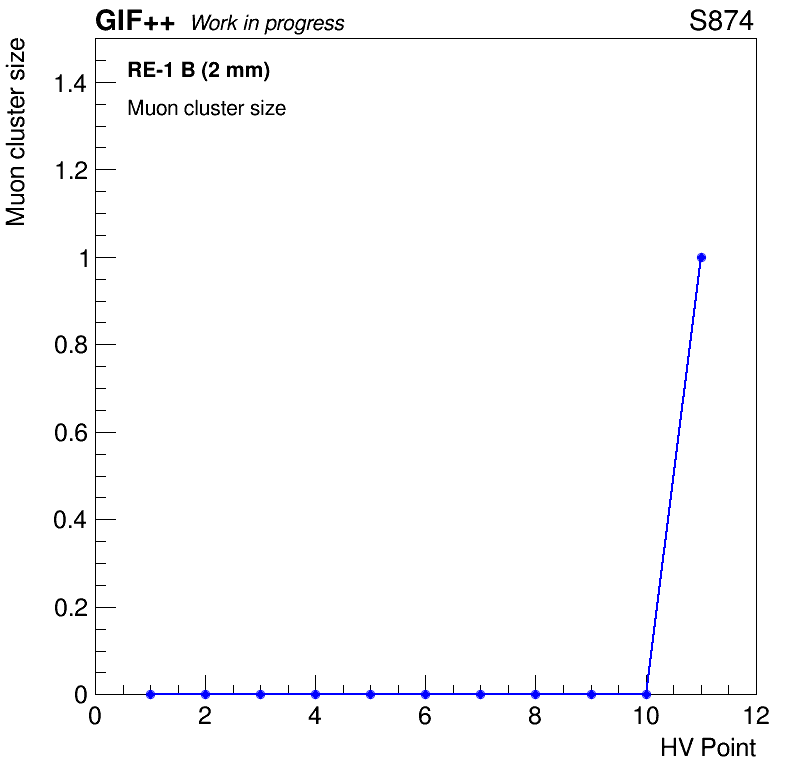 GIF++ Work in progress S874
Muon cluster size
RE-1 B (2 mm)
Muon cluster size
1.4
1.2
1
0.8
0.6
0.4
0.2
0
0 2 4 6 8 10 12
HV Point